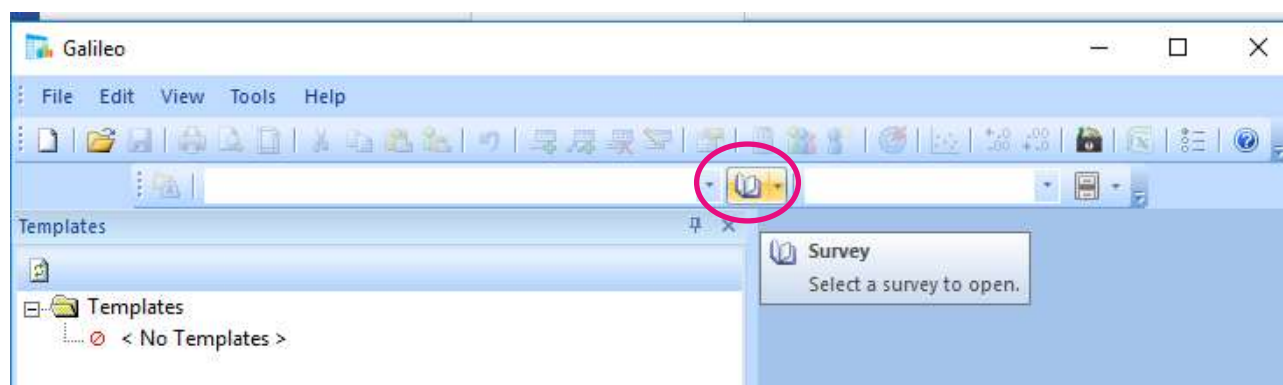 Galileo
File Edit View Tools Help
Templates
Survey
Select a survey to open.
Templates
< No Templates >